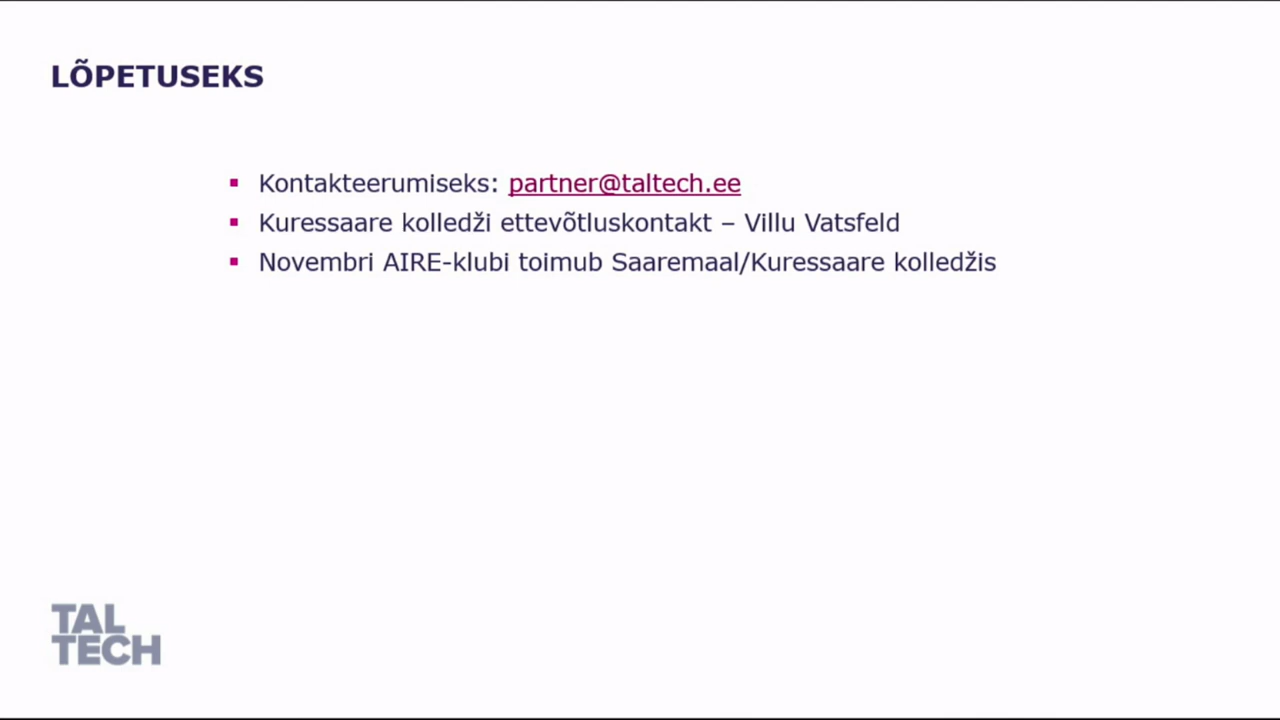 LÕPETUSEKS
▪ Kontakteerumiseks: partner@taltech.ee
▪ Kuressaare kolledži ettevõtluskontakt – Villu Vatsfeld
▪ Novembri AIRE-klubi toimub Saaremaal/Kuressaare kolledžis
TAL
TECH